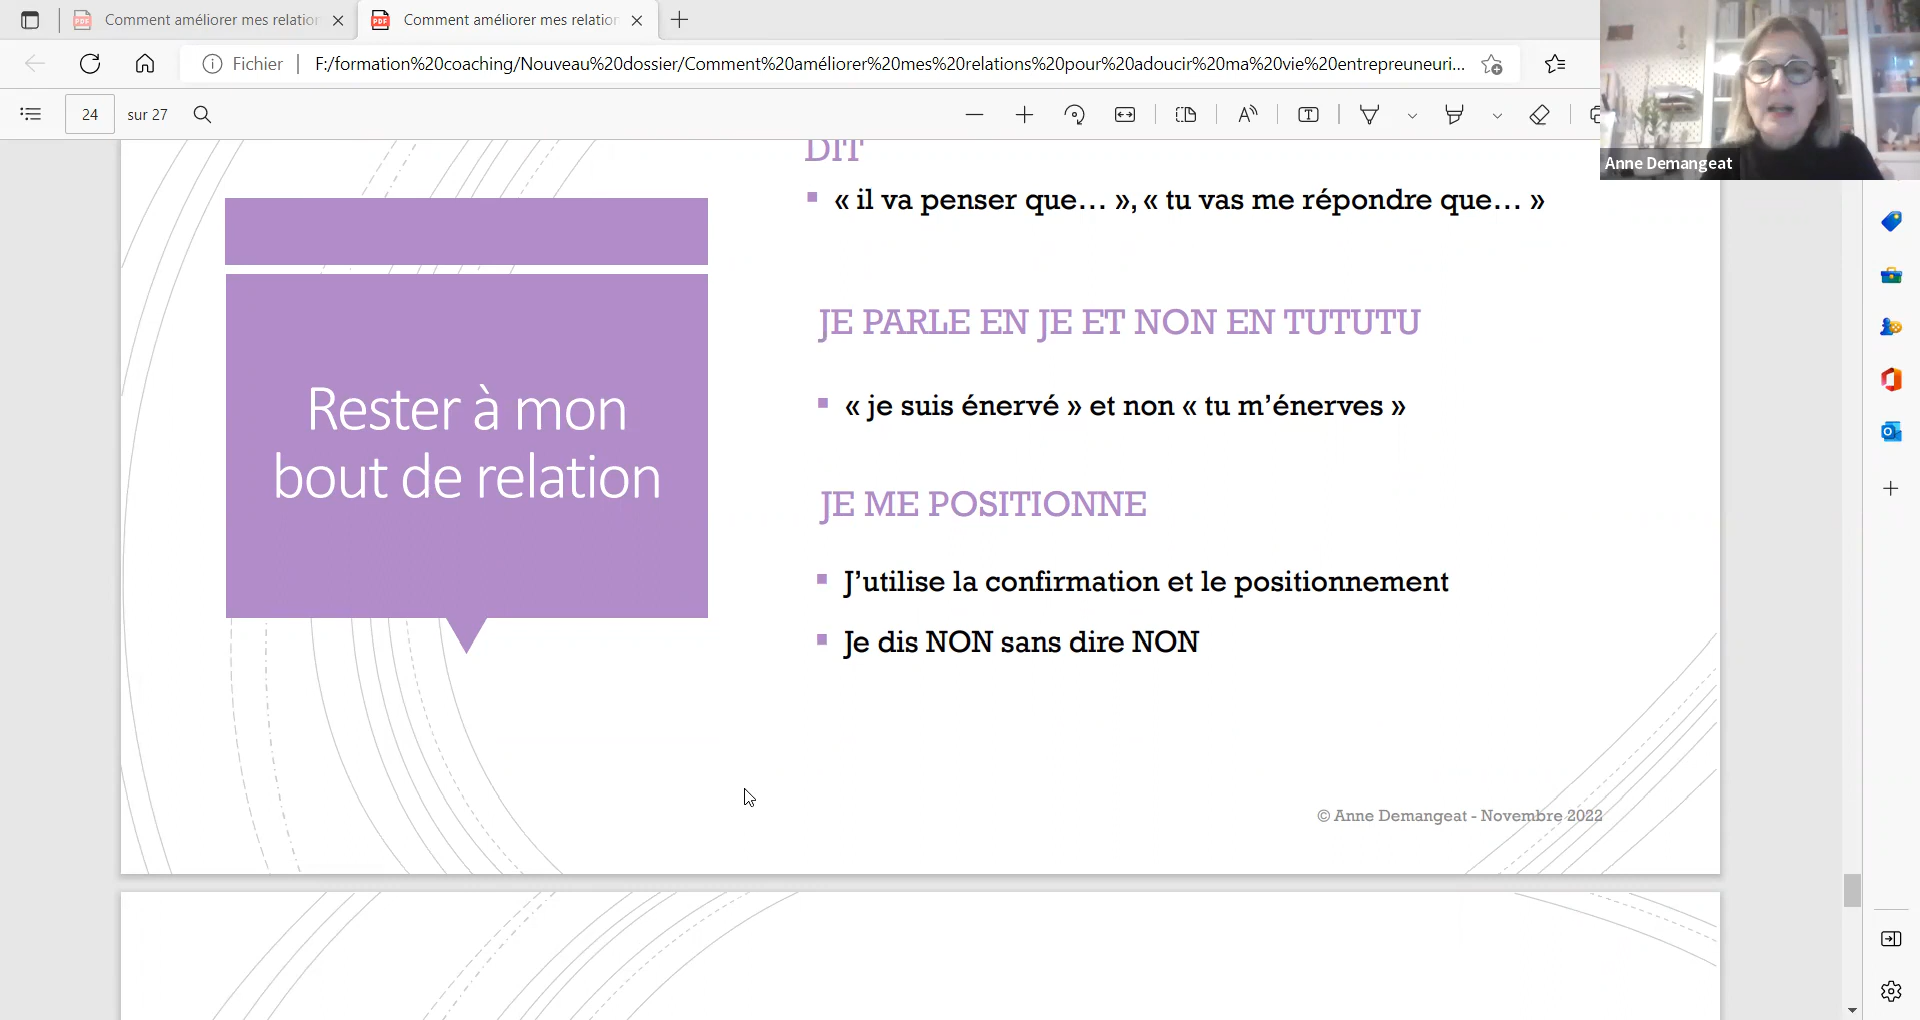 Comment améliorer mes relatio
Comment améliorer mes relatio
Fichier
F:/formation%20coaching/Nouveau%20dossier/Comment%20améliorer%20mes%20relations%20pour%20adoucir%20ma%20vie%20entrepreuneuri...
24
sur 27
Anne Demangeat
DIT
« il va penser que... », « tu vas me répondre que... »
JE PARLE EN JE ET NON EN TUTUTU
« je suis énervé » et non « tu m’énerves »
Rester à mon
bout de relation
JE ME POSITIONNE
J’utilise la confirmation et le positionnement
Je dis NON sans dire NON
© Anne Demangeat - Novembre 2022